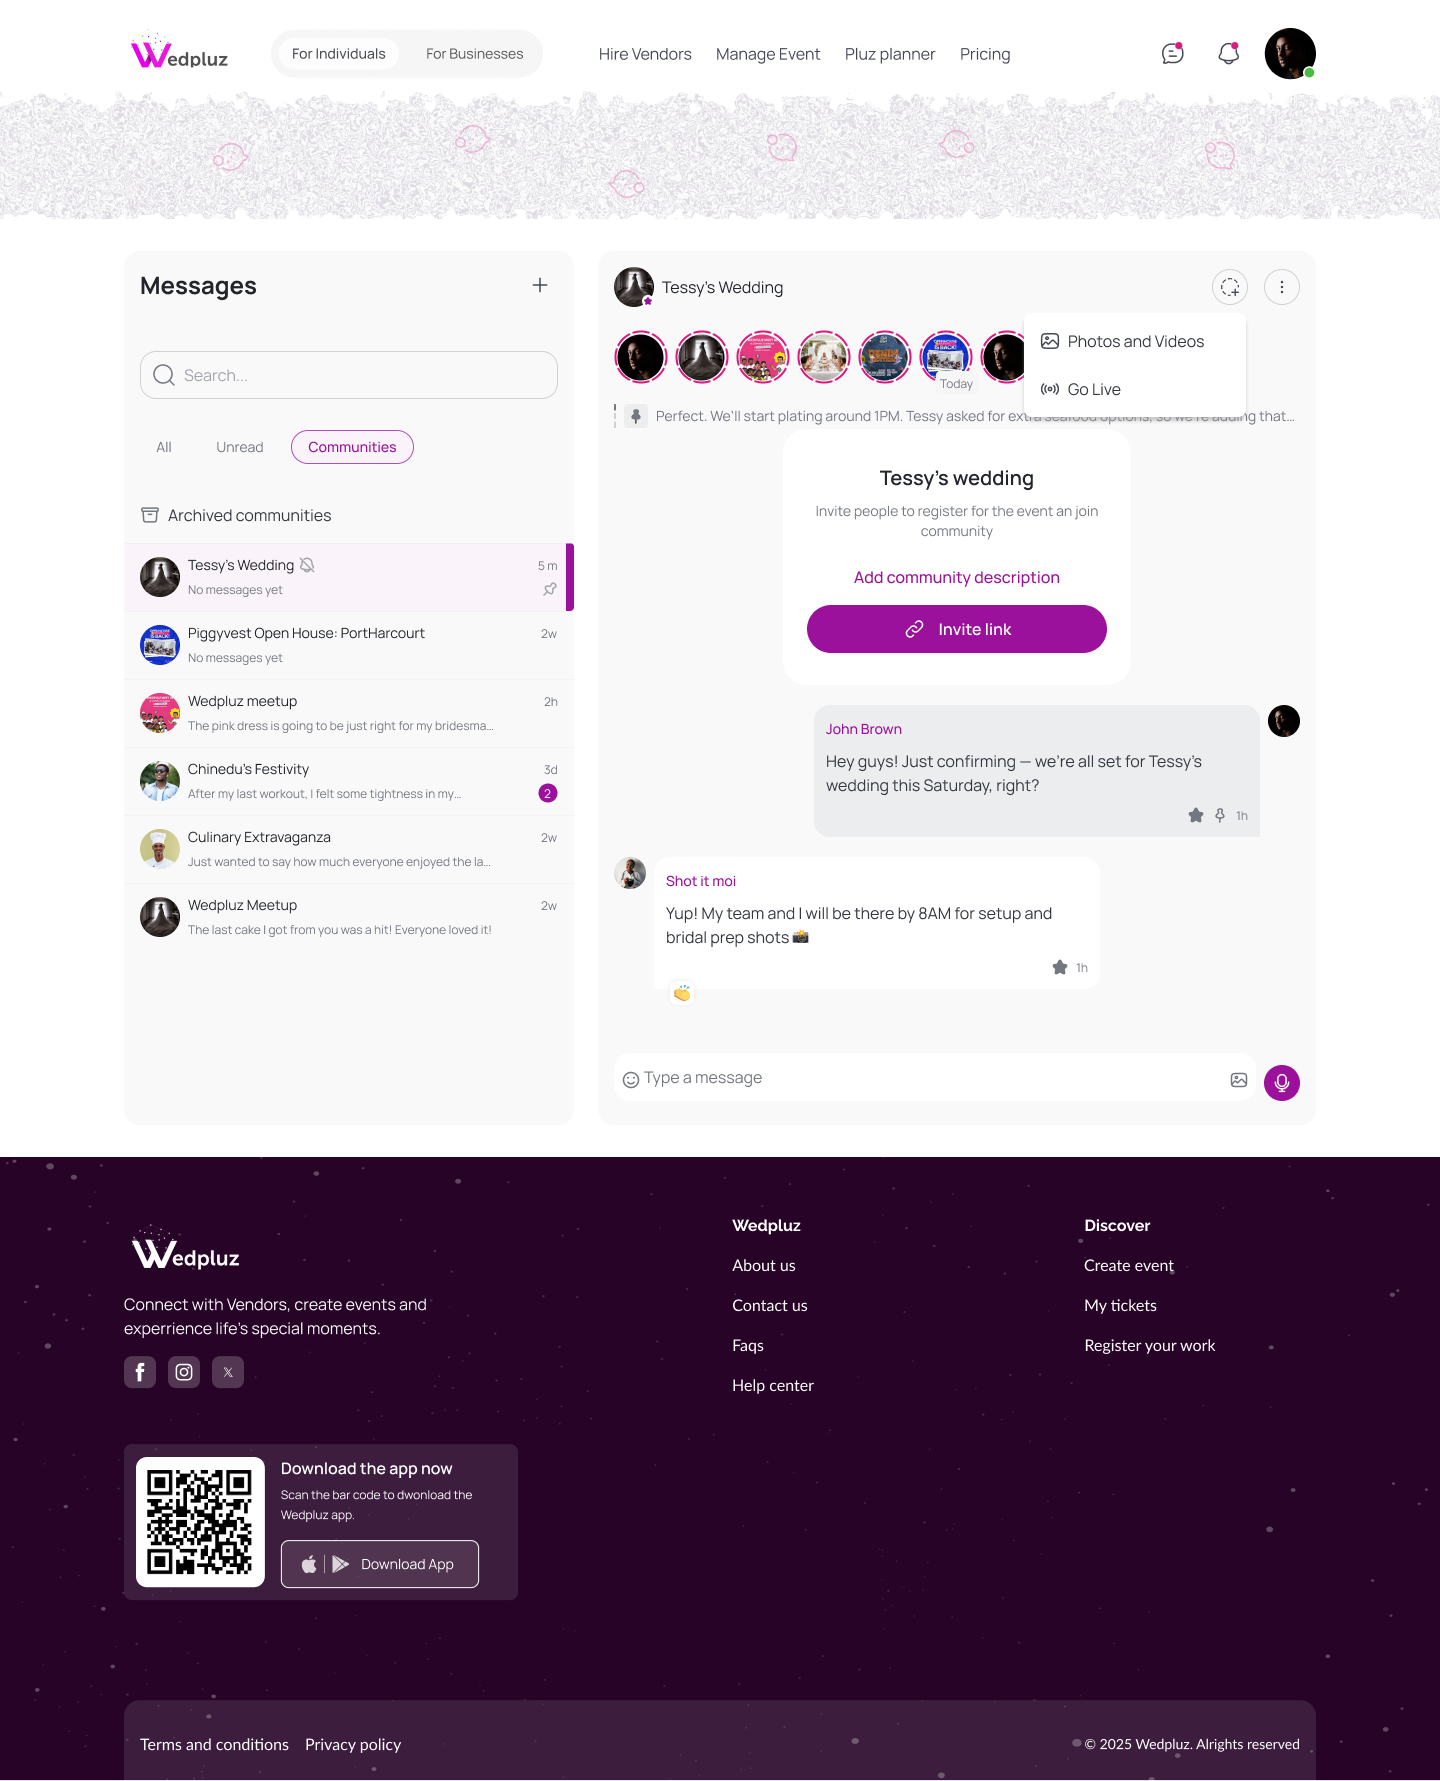 Wedpluz
For Individuals
For Businesses
Hire Vendors
Manage Event
Pluz planner
Pricing
Messages
Search...
All
Unread
Communities
Archived communities
Tessy's Wedding
5 m
No messages yet
Piggyvest Open House: PortHarcourt
2w
No messages yet
Wedpluz meetup
2h
The pink dress is going to be just right for my bridesma...
Chinedu's Festivity
3d
After my last workout, I felt some tightness in my...
2
Culinary Extravaganza
2w
Just wanted to say how much everyone enjoyed the la...
Wedpluz Meetup
2w
The last cake I got from you was a hit! Everyone loved it!
Tessy's Wedding
Photos and Videos
Go Live
Today
Perfect. We'll start plating around 1PM. Tessy asked for extra seafood options, so we're adding that...
Tessy's wedding
Invite people to register for the event an join
community
Add community description
Invite link
John Brown
Hey guys! Just confirming — we're all set for Tessy's
wedding this Saturday, right?
1h
Shot it moi
Yup! My team and I will be there by 8AM for setup and
bridal prep shots 📸
1h
👏
Type a message
Wedpluz
Connect with Vendors, create events and
experrience life's special moments.
Wedpluz
About us
Contact us
Faqs
Help center
Discover
Create event
My tickets
Register your work
Download the app now
Scan the bar code to dwonload the
Wedpluz app.
Download App
Terms and conditions
Privacy policy
© 2025 Wedpluz. Alrights reserved